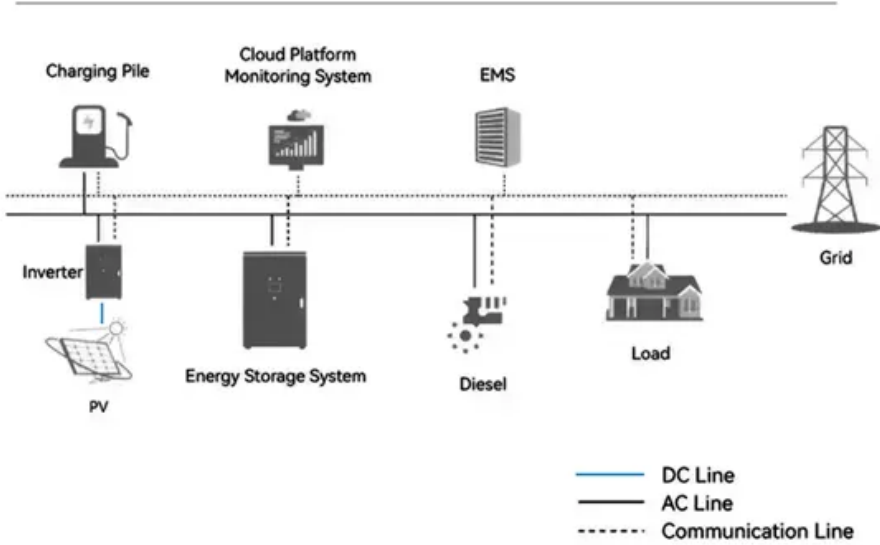 Charging Pile
Cloud Platform
Monitoring System
EMS
Grid
Inverter
Energy Storage System
Diesel
Load
PV
DC Line
AC Line
Communication Line